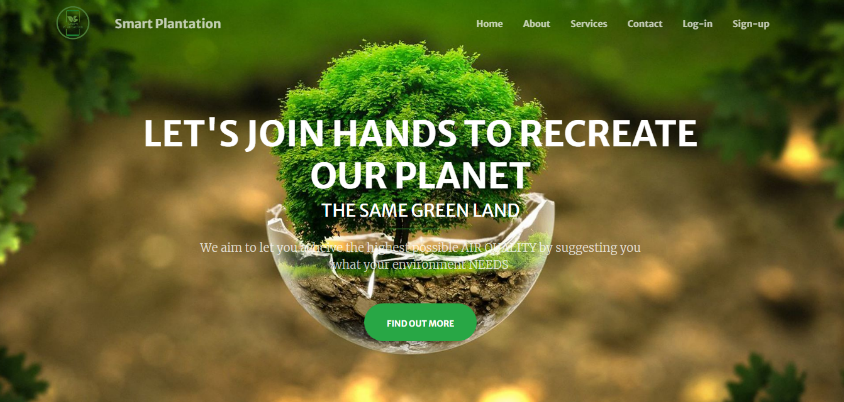 Smart Plantation
Home About Services Contact Log-in Sign-up
LET'S JOIN HANDS TO RECREATE
OUR PLANET
THE SAME GREEN LAND
We aim to let you achieve the highest possible AIR QUALITY by suggesting you
what your environment NEEDS
FIND OUT MORE